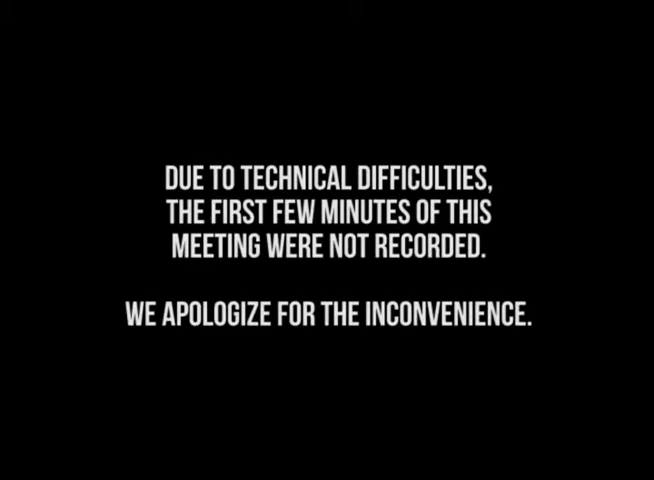 DUE TO TECHNICAL DIFFICULTIES,
THE FIRST FEW MINUTES OF THIS
MEETING WERE NOT RECORDED.
WE APOLOGIZE FOR THE INCONVENIENCE.